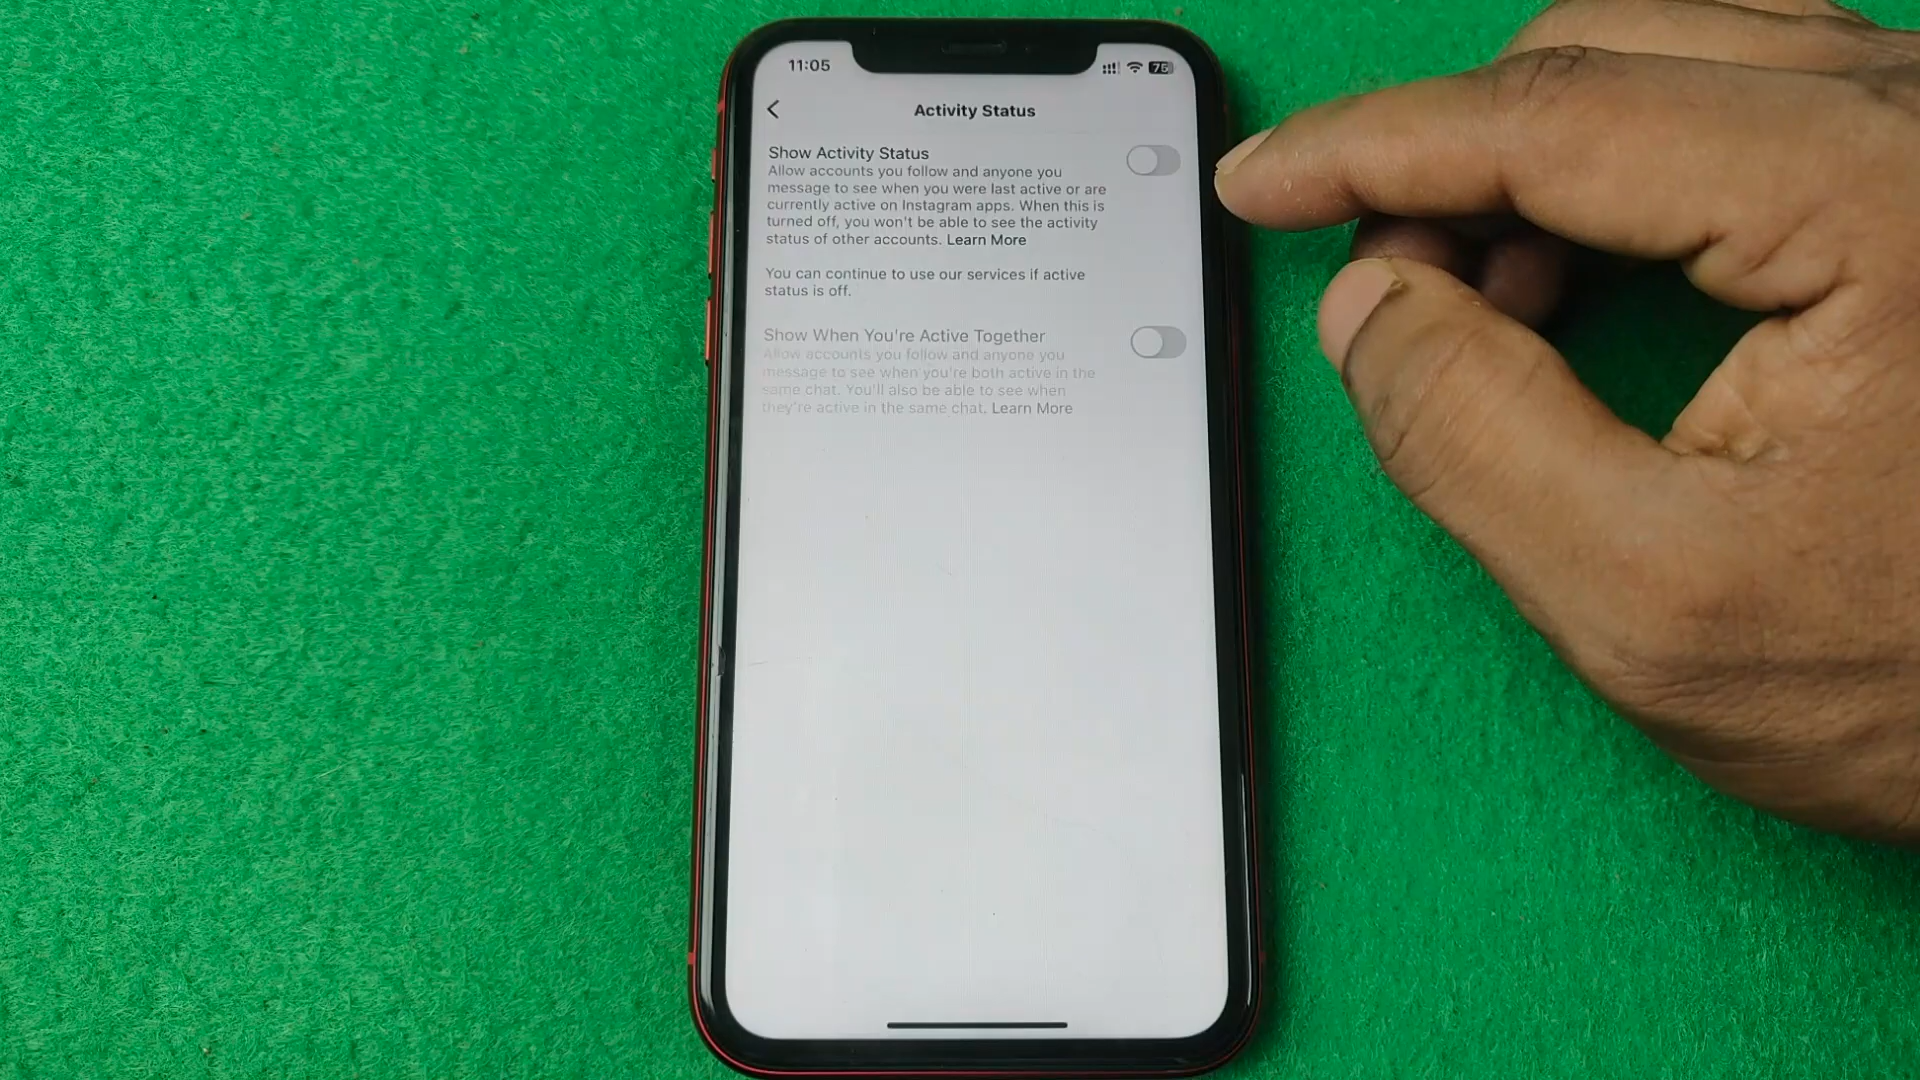 11:05
75
Activity Status
Show Activity Status
Allow accounts you follow and anyone you
message to see when you were last active or are
currently active on Instagram apps. When this is
turned off, you won't be able to see the activity
status of other accounts. Learn More
You can continue to use our services if active
status is off.
Show When You're Active Together
Allow accounts you follow and anyone you
message to see when you're both active in the
same chat. You'll also be able to see when
they're active in the same chat. Learn More